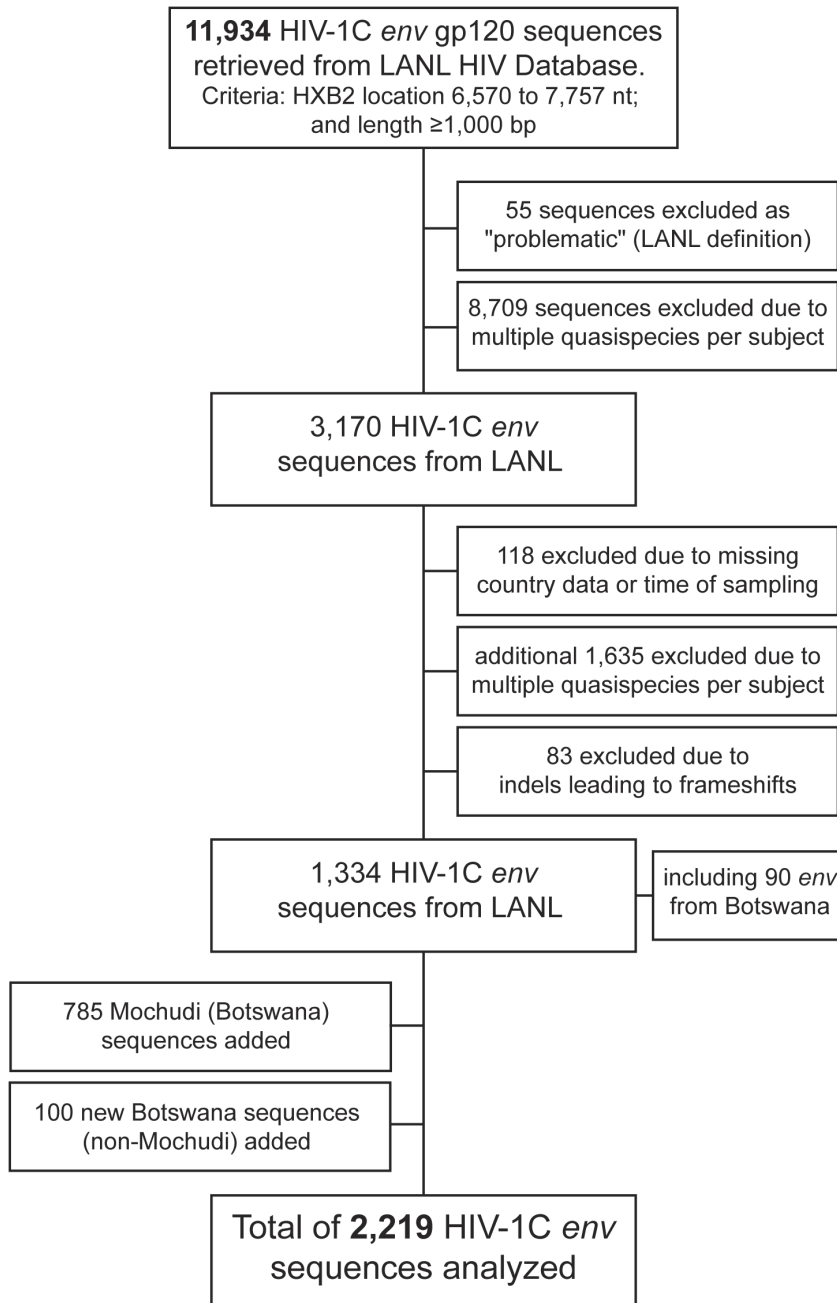 11,934 HIV-1C env gp120 sequences
retrieved from LANL HIV Database.
Criteria: HXB2 location 6,570 to 7,757 nt;
and length ≥1,000 bp
55 sequences excluded as
"problematic" (LANL definition)
8,709 sequences excluded due to
multiple quasispecies per subject
3,170 HIV-1C env
sequences from LANL
118 excluded due to missing
country data or time of sampling
additional 1,635 excluded due to
multiple quasispecies per subject
83 excluded due to
indels leading to frameshifts
1,334 HIV-1C env
sequences from LANL
including 90 env
from Botswana
785 Mochudi (Botswana)
sequences added
100 new Botswana sequences
(non-Mochudi) added
Total of 2,219 HIV-1C env
sequences analyzed